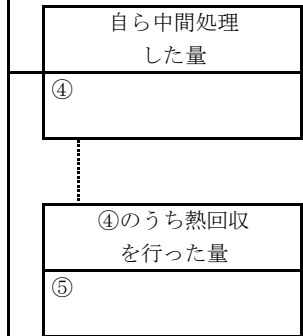 自ら中間処理
した量
④
④のうち熱回収
を行った量
⑤